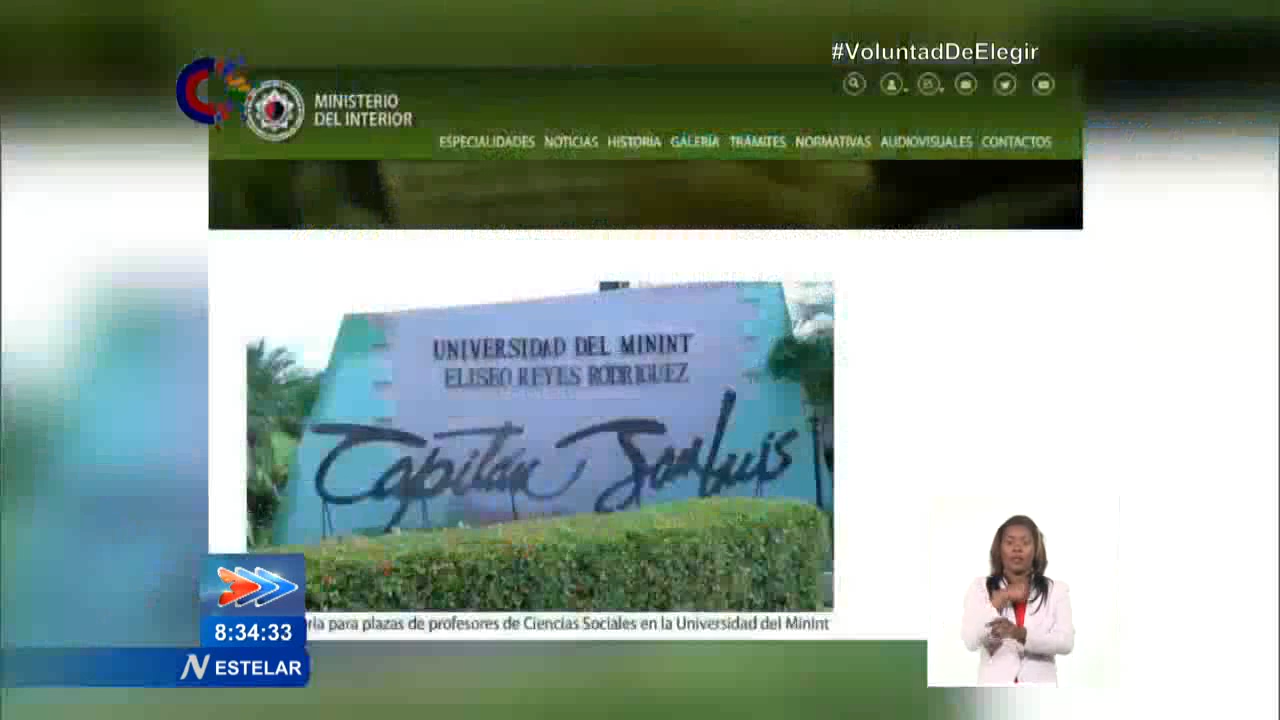 #VoluntadDeElegir
MINISTERIO
DEL INTERIOR
ESPECIALIDADES NOTICIAS HISTORIA GALERÍA TRÁMITES NORMATIVAS AUDIOVISUALES CONTACTOS
UNIVERSIDAD DEL MININT
ELISEO REYES RODRIGUEZ
Capitán San Luis
para plazas de profesores de Ciencias Sociales en la Universidad del MinInt
8:34:33
N ESTELAR